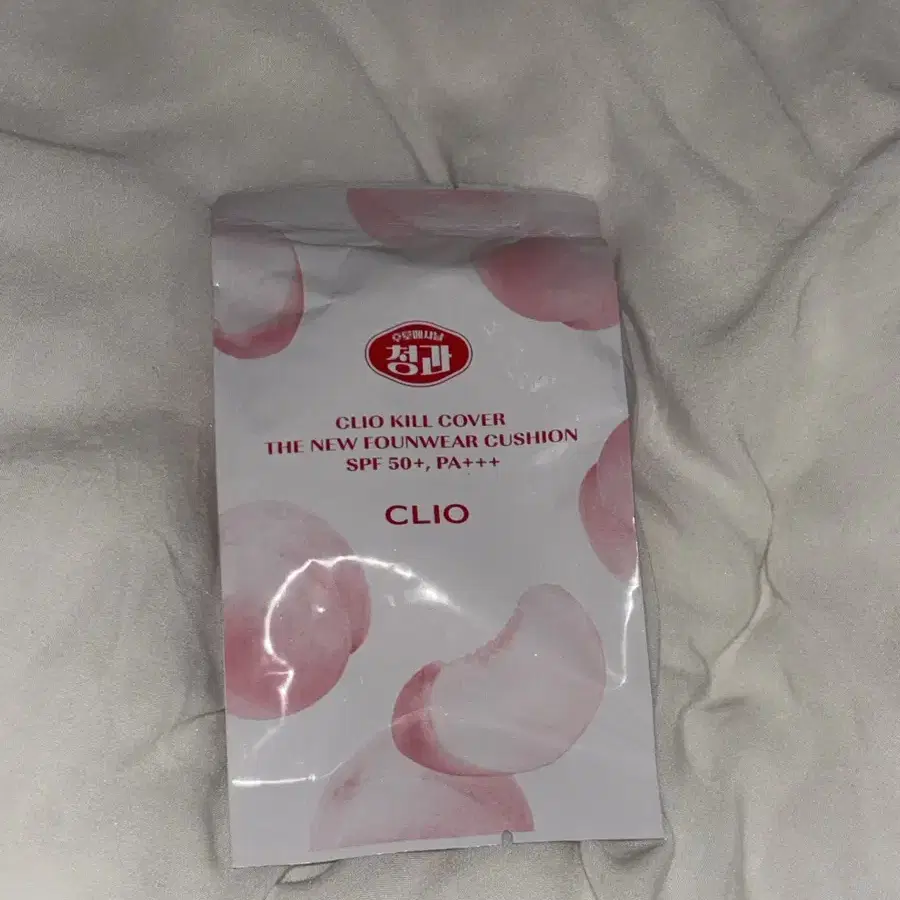 청과
CLIO KILL COVER
THE NEW FOUNWEAR CUSHION
SPF 50+, PA+++
CLIO